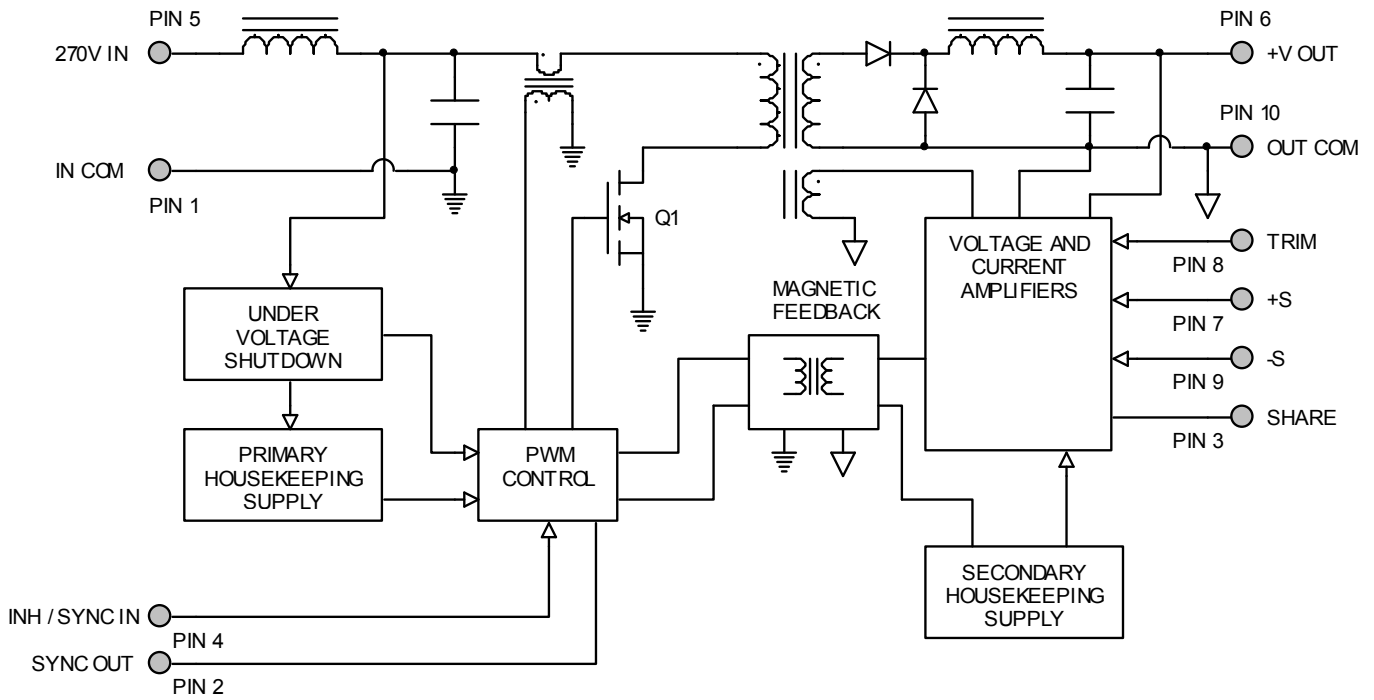 PIN 5
270V IN
IN COM
PIN 1
PIN 6
+V OUT
PIN 10
OUT COM
Q1
VOLTAGE AND
CURRENT
AMPLIFIERS
TRIM
PIN 8
+S
PIN 7
-S
PIN 9
SHARE
PIN 3
MAGNETIC
FEEDBACK
UNDER
VOLTAGE
SHUTDOWN
PRIMARY
HOUSEKEEPING
SUPPLY
PWM
CONTROL
SECONDARY
HOUSEKEEPING
SUPPLY
INH / SYNC IN
PIN 4
SYNC OUT
PIN 2